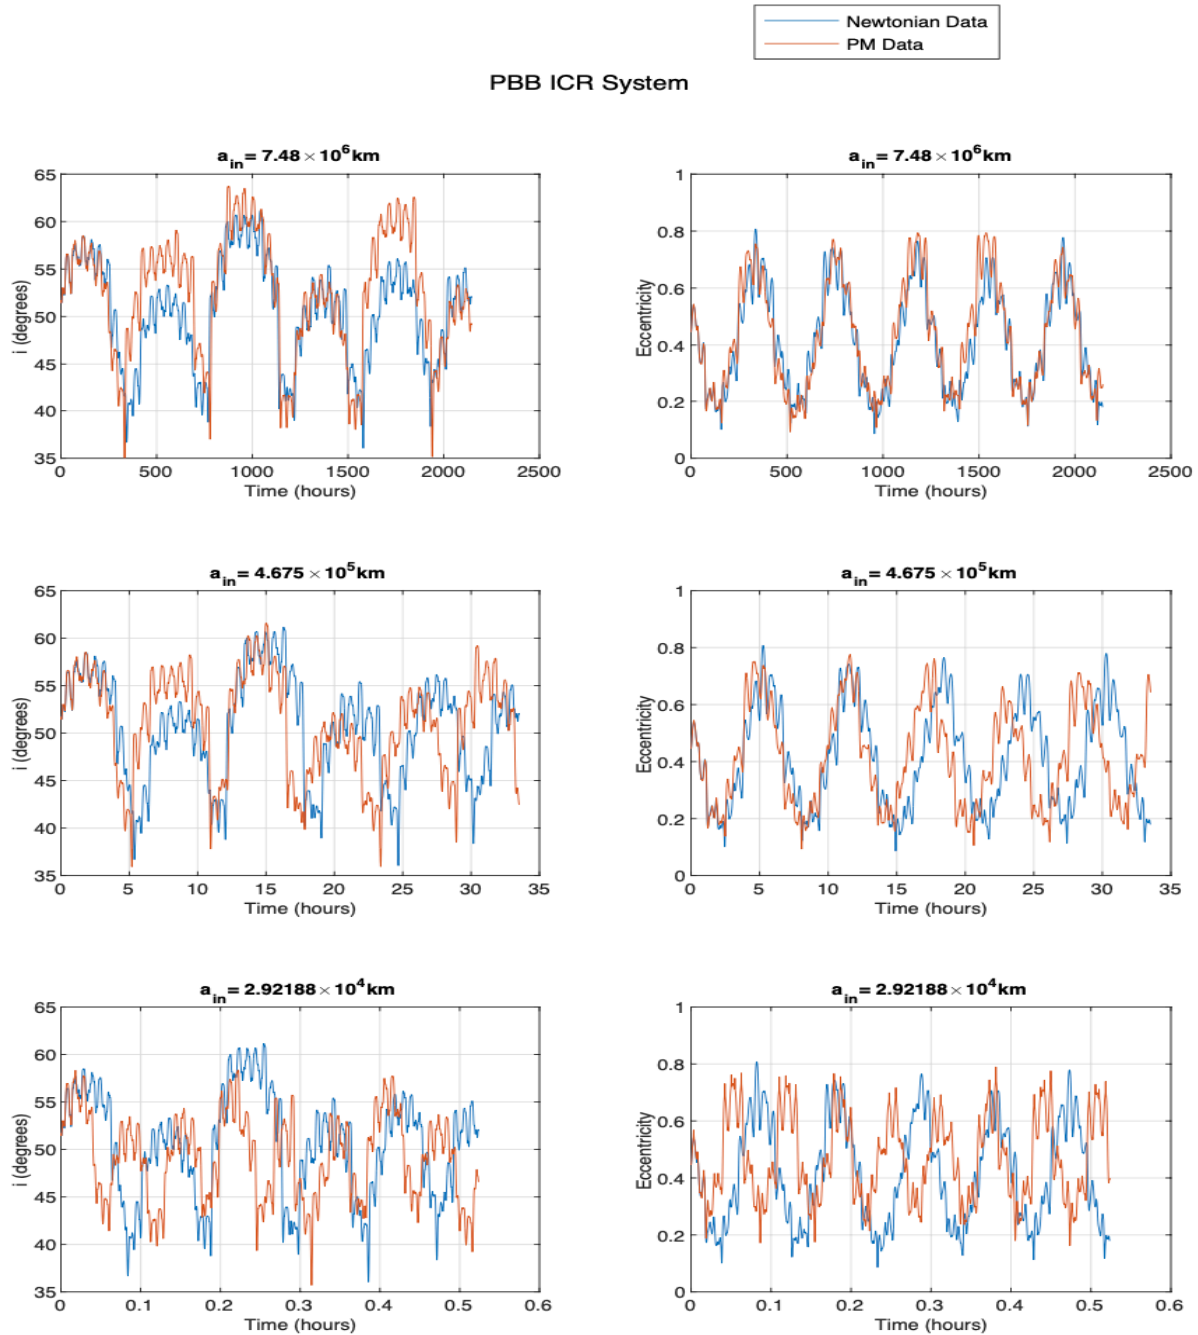 Newtonian Data
PM Data
PBB ICR System
a_in = 7.48 × 10^6 km
65
60
55
50
45
40
35
i (degrees)
0 500 1000 1500 2000 2500
Time (hours)
a_in = 7.48 × 10^6 km
1
0.8
0.6
0.4
0.2
0
Eccentricity
0 500 1000 1500 2000 2500
Time (hours)
a_in = 4.675 × 10^5 km
65
60
55
50
45
40
35
i (degrees)
0 5 10 15 20 25 30 35
Time (hours)
a_in = 4.675 × 10^5 km
1
0.8
0.6
0.4
0.2
0
Eccentricity
0 5 10 15 20 25 30 35
Time (hours)
a_in = 2.92188 × 10^4 km
65
60
55
50
45
40
35
i (degrees)
0 0.1 0.2 0.3 0.4 0.5 0.6
Time (hours)
a_in = 2.92188 × 10^4 km
1
0.8
0.6
0.4
0.2
0
Eccentricity
0 0.1 0.2 0.3 0.4 0.5 0.6
Time (hours)